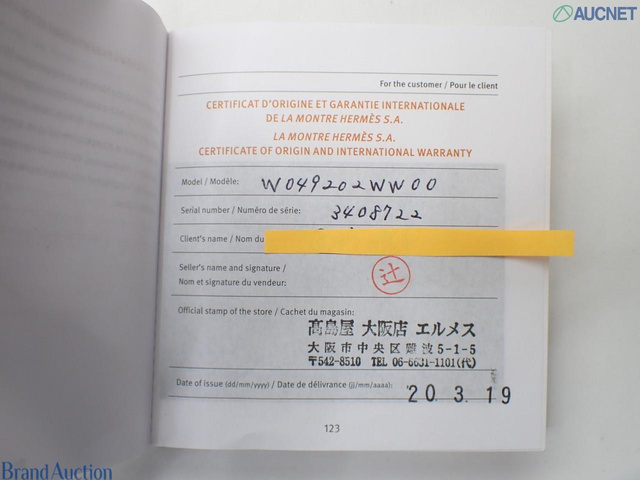 AUCNET
For the customer / Pour le client
CERTIFICAT D'ORIGINE ET GARANTIE INTERNATIONALE
DE LA MONTRE HERMÈS S.A.
LA MONTRE HERMÈS S.A.
CERTIFICATE OF ORIGIN AND INTERNATIONAL WARRANTY
Model / Modèle: W049202WW00
Serial number / Numéro de série: 3408722
Client's name / Nom du
Seller's name and signature /
Nom et signature du vendeur:
辻
Official stamp of the store / Cachet du magasin:
髙島屋 大阪店 エルメス
大阪市中央区難波5-1-5
〒542-8510 TEL 06-6631-1101(代)
Date of issue (dd/mm/yyyy) / Date de délivrance (jj/mm/aaaa): '20. 3. 19
123
Brand Auction